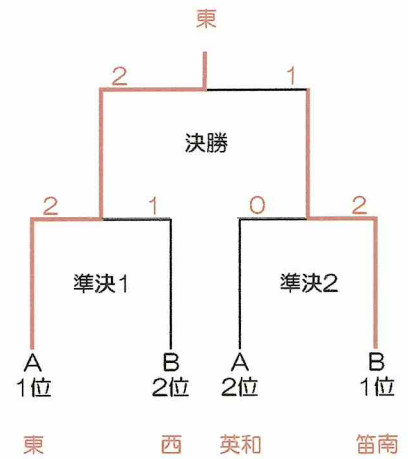 東
2 1
決勝
2 1 0 2
準決1 準決2
A B A B
1位 2位 2位 1位
東 西 英和 笛南